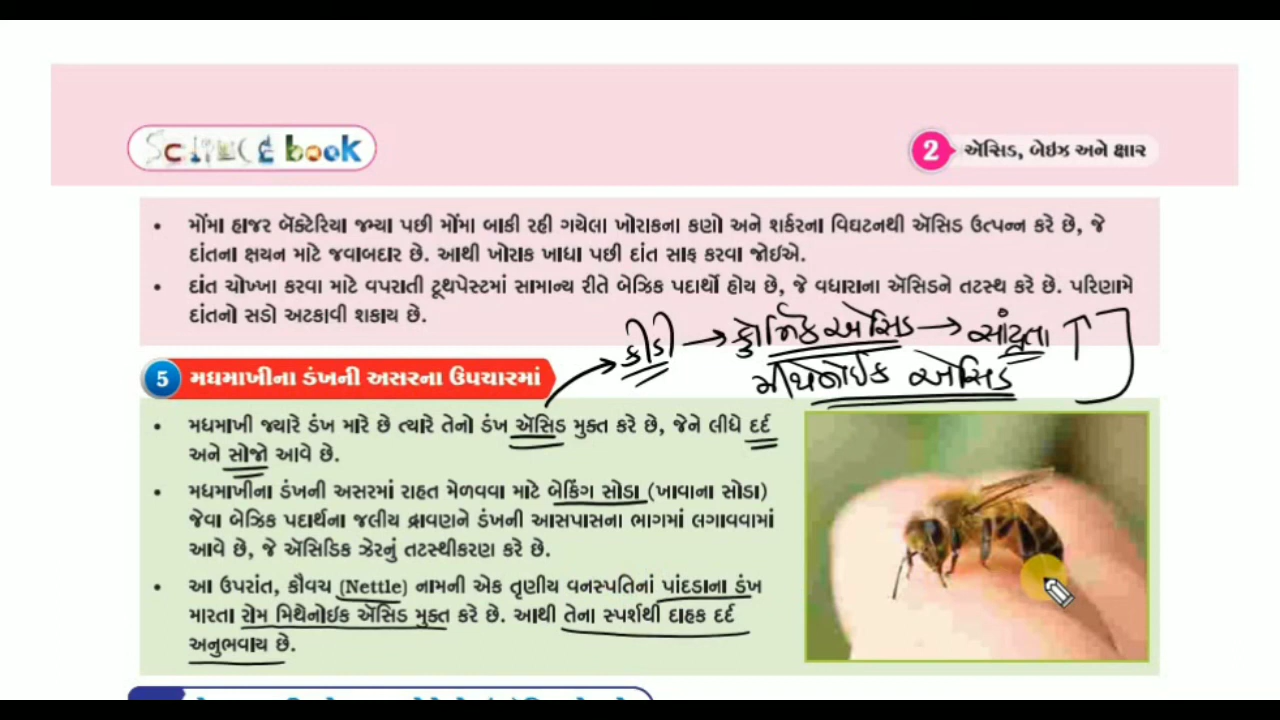 SCIENCE book
2 ઍસિડ, બેઇઝ અને ક્ષાર
• મોંમા હાજર બૅક્ટેરિયા જમ્યા પછી મોંમા બાકી રહી ગયેલા ખોરાકના કણો અને શર્કરના વિઘટનથી ઍસિડ ઉત્પન્ન કરે છે, જે
દાંતના ક્ષયન માટે જવાબદાર છે. આથી ખોરાક ખાધા પછી દાંત સાફ કરવા જોઈએ.
• દાંત ચોખ્ખા કરવા માટે વપરાતી ટૂથપેસ્ટમાં સામાન્ય રીતે બેઝિક પદાર્થો હોય છે, જે વધારાના ઍસિડને તટસ્થ કરે છે. પરિણામે
દાંતનો સડો અટકાવી શકાય છે.
કીડી → ફોર્મિક એસિડ → સાંદ્રતા ↑
મીથેનોઈક એસિડ
5 મધમાખીના ડંખની અસરના ઉપચારમાં
• મધમાખી જ્યારે ડંખ મારે છે ત્યારે તેનો ડંખ ઍસિડ મુક્ત કરે છે, જેને લીધે દર્દ
અને સોજો આવે છે.
• મધમાખીના ડંખની અસરમાં રાહત મેળવવા માટે બેકિંગ સોડા (ખાવાના સોડા)
જેવા બેઝિક પદાર્થના જલીય દ્રાવણને ડંખની આસપાસના ભાગમાં લગાવવામાં
આવે છે, જે ઍસિડિક ઝેરનું તટસ્થીકરણ કરે છે.
• આ ઉપરાંત, કૌવચ (Nettle) નામની એક તૃણીય વનસ્પતિનાં પાંદડાના ડંખ
મારતા રોમ મિથેનોઈક ઍસિડ મુક્ત કરે છે. આથી તેના સ્પર્શથી દાહક દર્દ
અનુભવાય છે.